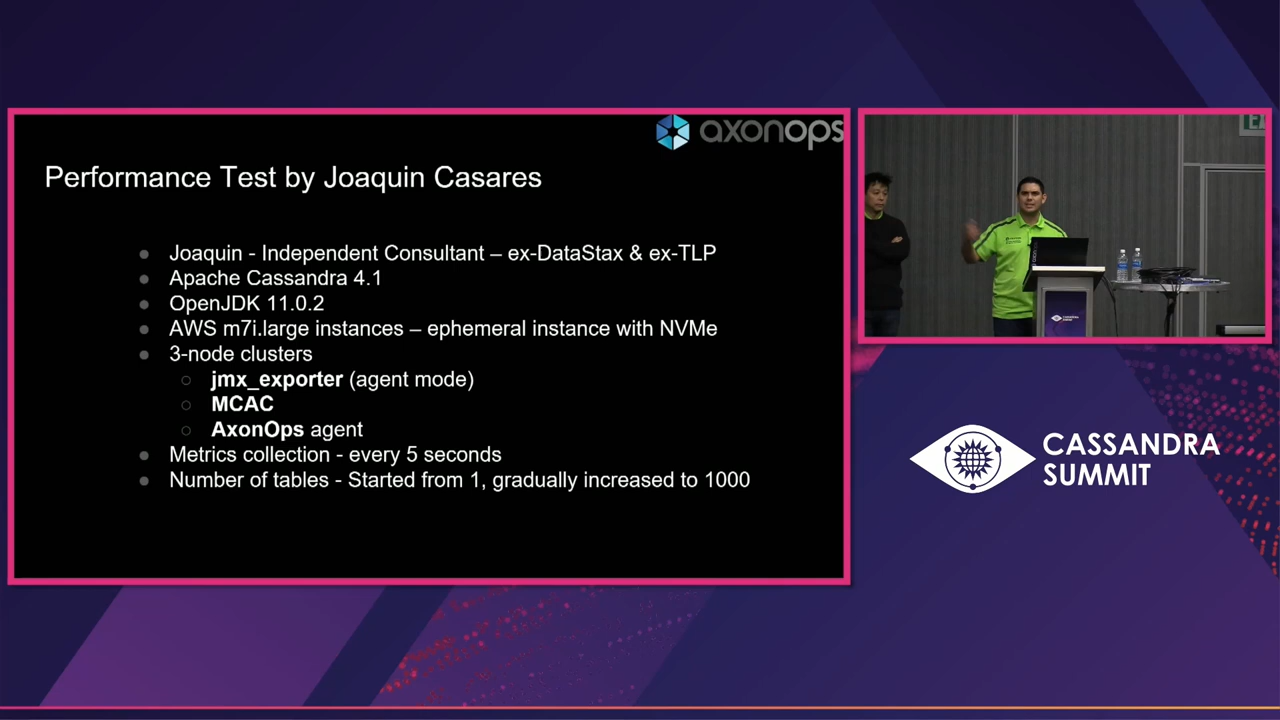 axonops
Performance Test by Joaquin Casares
Joaquin - Independent Consultant – ex-DataStax & ex-TLP
Apache Cassandra 4.1
OpenJDK 11.0.2
AWS m7i.large instances – ephemeral instance with NVMe
3-node clusters
jmx_exporter (agent mode)
MCAC
AxonOps agent
Metrics collection - every 5 seconds
Number of tables - Started from 1, gradually increased to 1000
CASSANDRA
SUMMIT